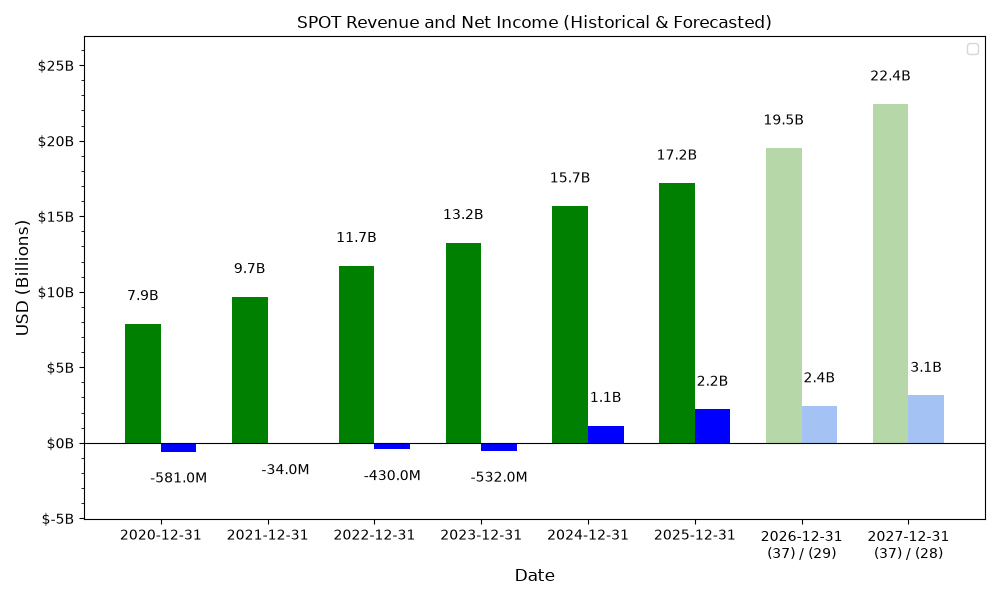 SPOT Revenue and Net Income (Historical & Forecasted)
USD (Billions)
$25B
$20B
$15B
$10B
$5B
$0B
$-5B
7.9B
9.7B
11.7B
13.2B
15.7B
17.2B
19.5B
22.4B
-581.0M
-34.0M
-430.0M
-532.0M
1.1B
2.2B
2.4B
3.1B
2020-12-31
2021-12-31
2022-12-31
2023-12-31
2024-12-31
2025-12-31
2026-12-31
(37) / (29)
2027-12-31
(37) / (28)
Date